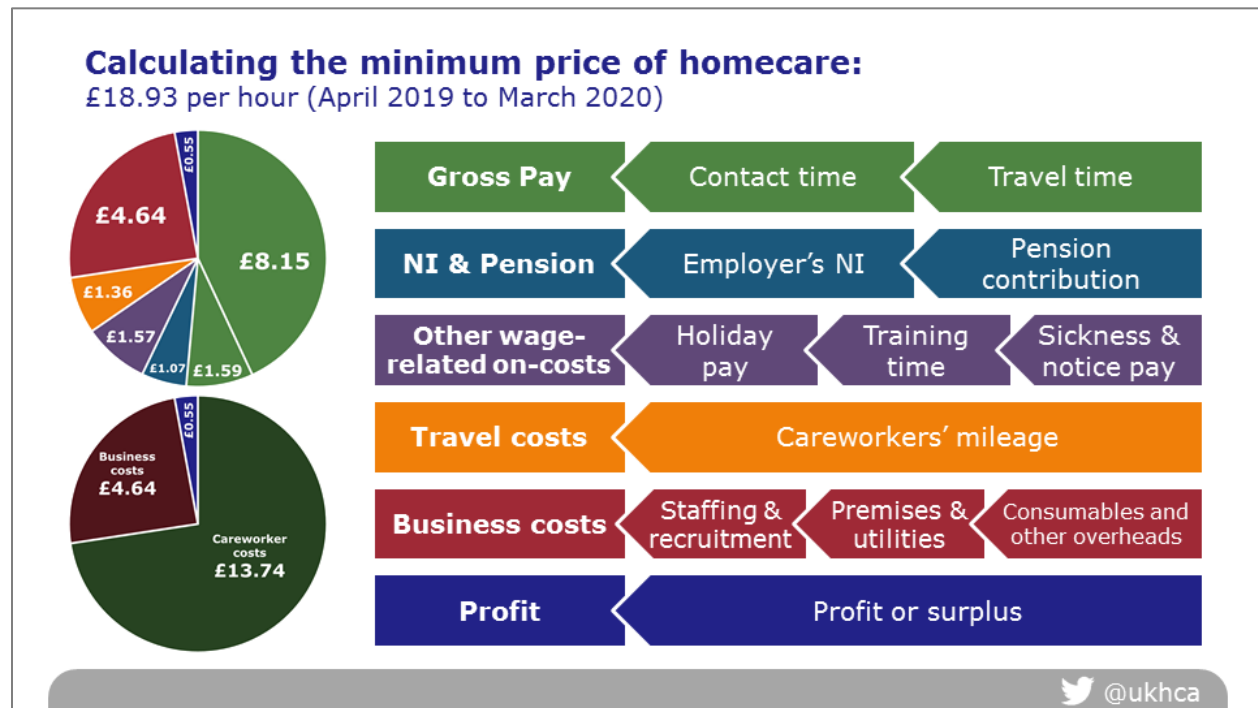 Calculating the minimum price of homecare:
£18.93 per hour (April 2019 to March 2020)
£0.55
£4.64
£8.15
£1.36
£1.57
£1.07
£1.59
£0.55
Business
costs
£4.64
Careworker
costs
£13.74
Gross Pay
Contact time
Travel time
NI & Pension
Employer's NI
Pension
contribution
Other wage-
related on-costs
Holiday
pay
Training
time
Sickness &
notice pay
Travel costs
Careworkers' mileage
Business costs
Staffing &
recruitment
Premises &
utilities
Consumables and
other overheads
Profit
Profit or surplus
@ukhca